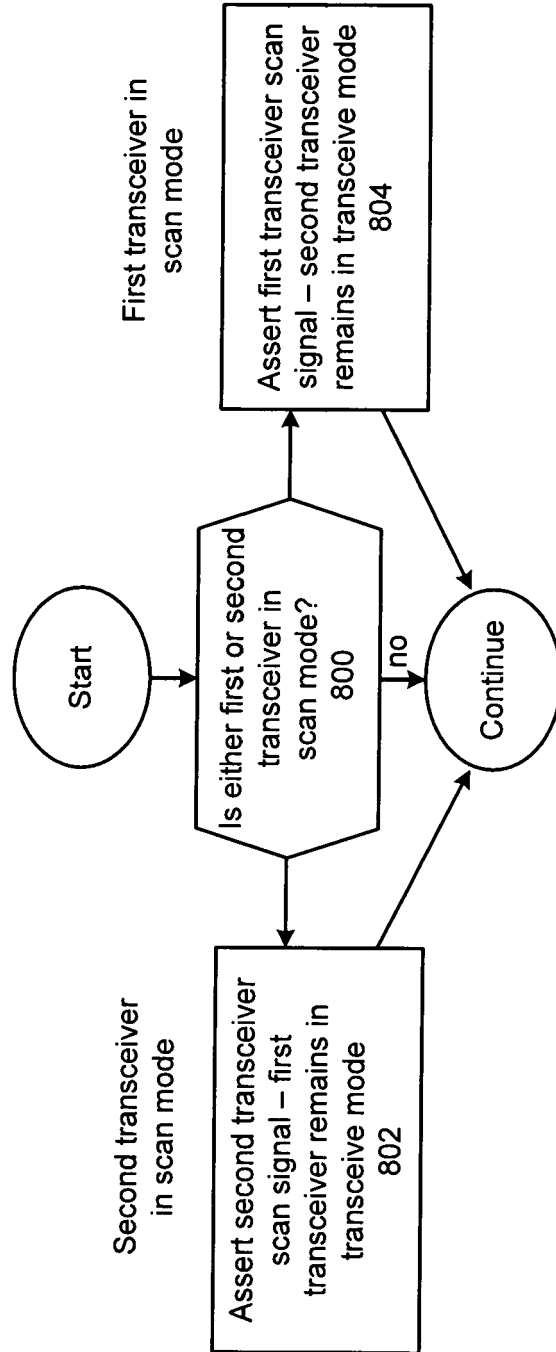 Start
Is either first or second
transceiver in
scan mode?
800
Second transceiver
in scan mode
Assert second transceiver
scan signal – first
transceiver remains in
transceive mode
802
First transceiver in
scan mode
Assert first transceiver scan
signal – second transceiver
remains in transceive mode
804
no
Continue